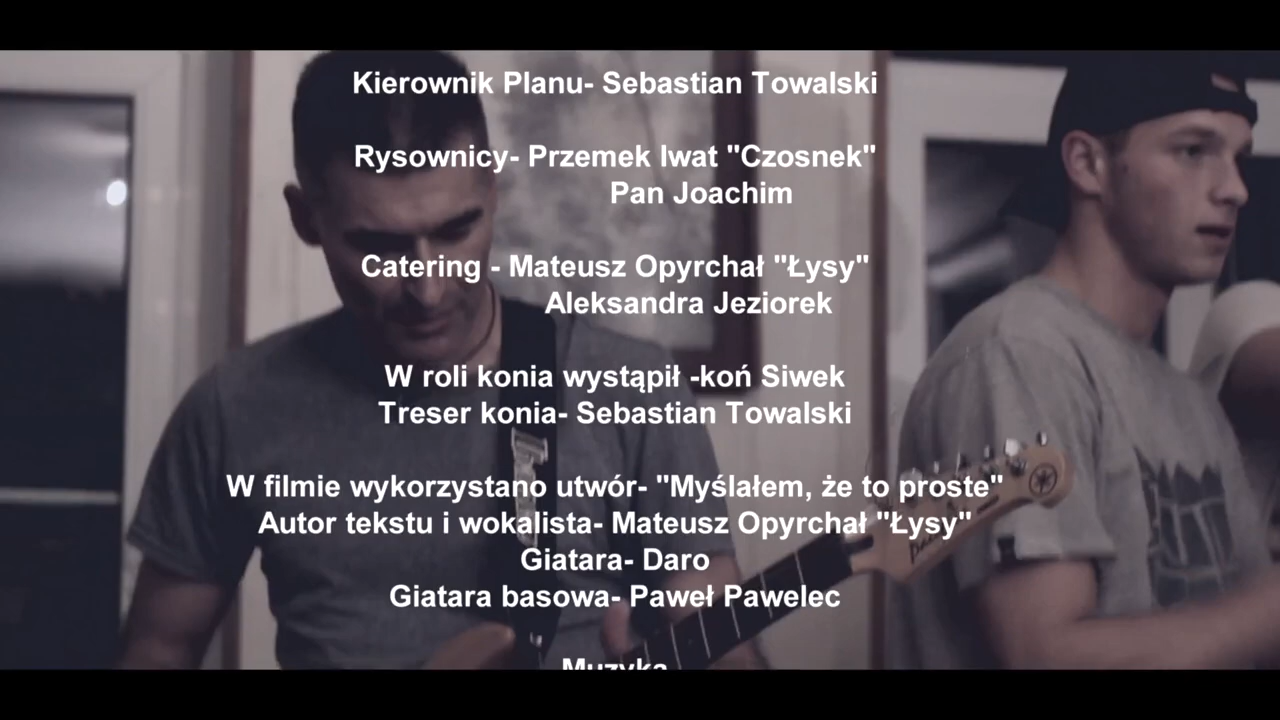 Kierownik Planu- Sebastian Towalski
Rysownicy- Przemek Iwat "Czosnek"
Pan Joachim
Catering - Mateusz Opyrchał "Łysy"
Aleksandra Jeziorek
W roli konia wystąpił -koń Siwek
Treser konia- Sebastian Towalski
W filmie wykorzystano utwór- "Myślałem, że to proste"
Autor tekstu i wokalista- Mateusz Opyrchał "Łysy"
Giatara- Daro
Giatara basowa- Paweł Pawelec
Muzyka